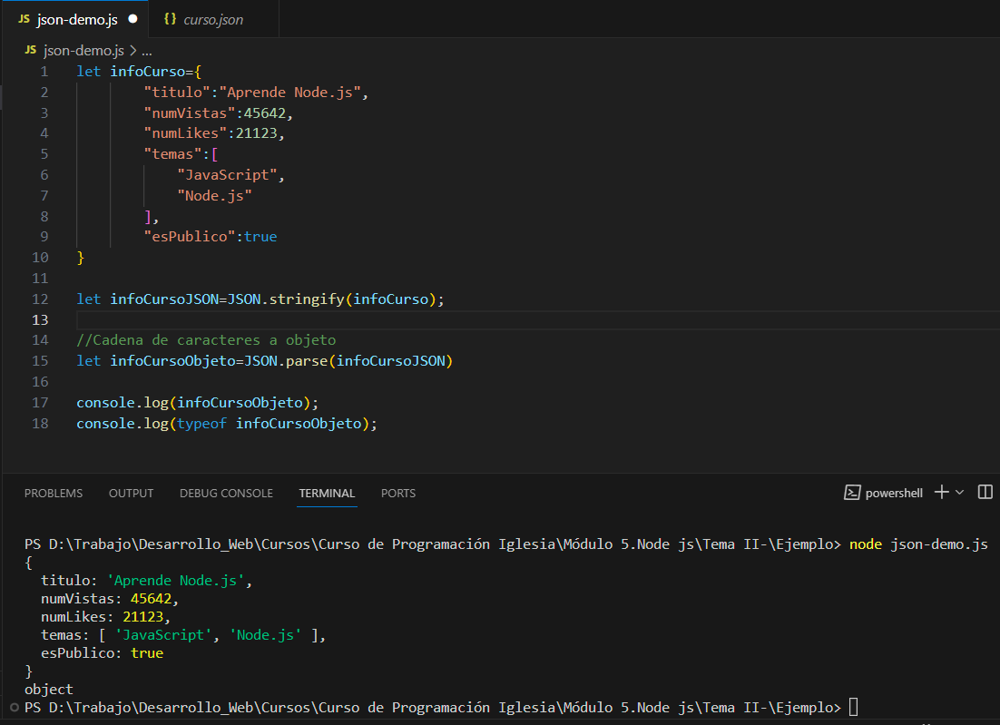 JS json-demo.js ● {} curso.json
JS json-demo.js > ...
1 let infoCurso={
2 "titulo":"Aprende Node.js",
3 "numVistas":45642,
4 "numLikes":21123,
5 "temas":[
6 "JavaScript",
7 "Node.js"
8 ],
9 "esPublico":true
10 }
11
12 let infoCursoJSON=JSON.stringify(infoCurso);
13
14 //Cadena de caracteres a objeto
15 let infoCursoObjeto=JSON.parse(infoCursoJSON)
16
17 console.log(infoCursoObjeto);
18 console.log(typeof infoCursoObjeto);
PROBLEMS OUTPUT DEBUG CONSOLE TERMINAL PORTS powershell
PS D:\Trabajo\Desarrollo_Web\Cursos\Curso de Programación Iglesia\Módulo 5.Node js\Tema II-\Ejemplo> node json-demo.js
{
titulo: 'Aprende Node.js',
numVistas: 45642,
numLikes: 21123,
temas: [ 'JavaScript', 'Node.js' ],
esPublico: true
}
object
PS D:\Trabajo\Desarrollo_Web\Cursos\Curso de Programación Iglesia\Módulo 5.Node js\Tema II-\Ejemplo>